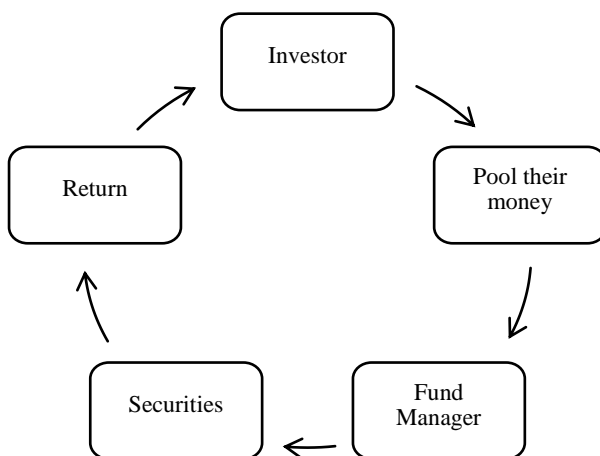 Investor
Pool their
money
Fund
Manager
Securities
Return